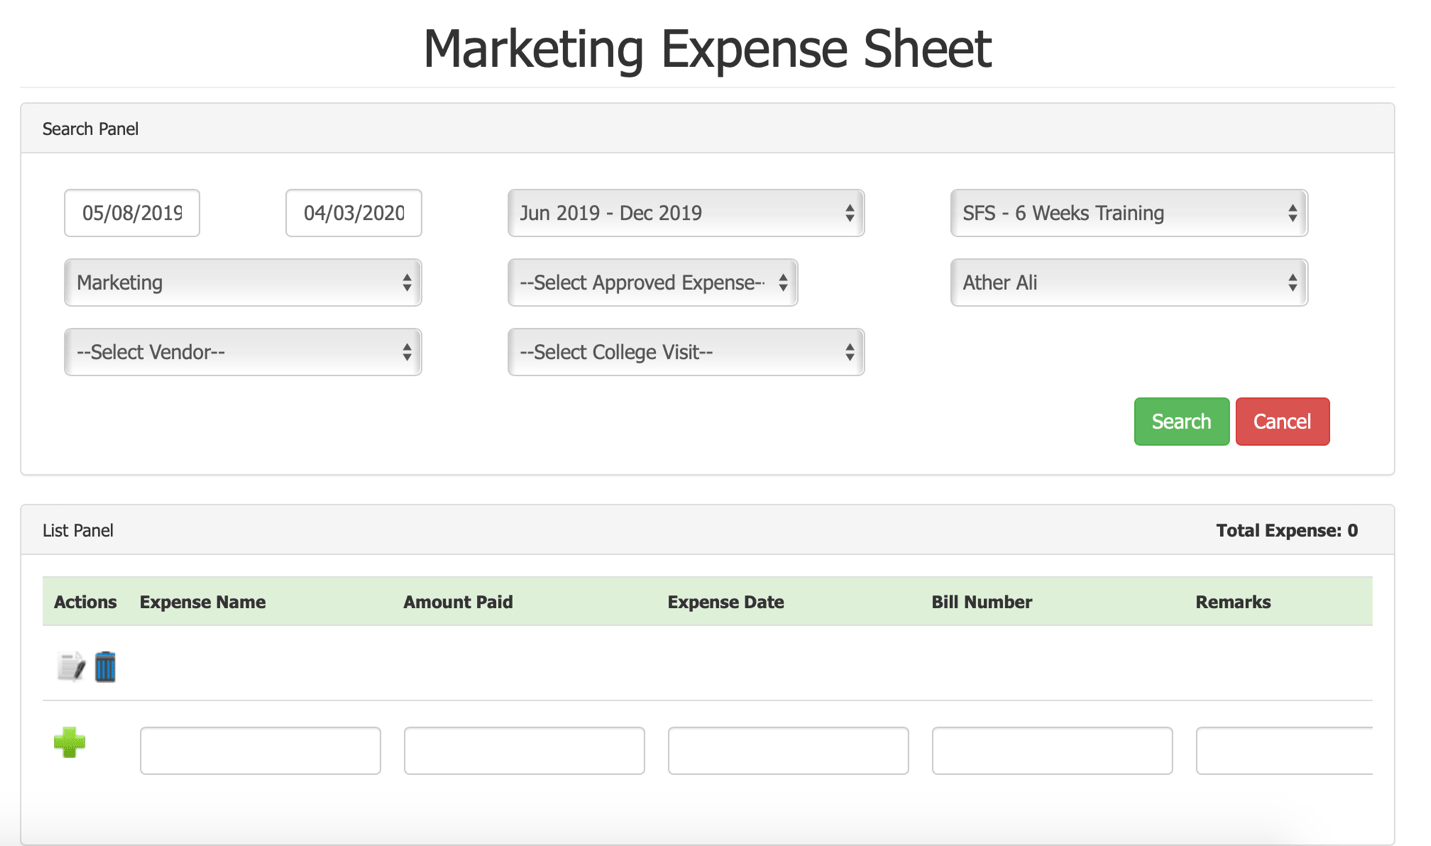 Marketing Expense Sheet
Search Panel
05/08/2019 04/03/2020 Jun 2019 - Dec 2019 SFS - 6 Weeks Training
Marketing --Select Approved Expense-- Ather Ali
--Select Vendor-- --Select College Visit--
Search Cancel
List Panel Total Expense: 0
Actions Expense Name Amount Paid Expense Date Bill Number Remarks